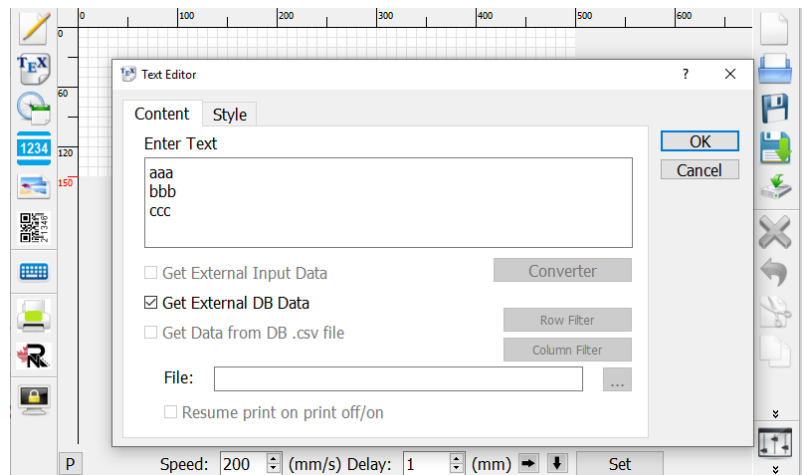 0 100 200 300 400 500 600
0
TEX
Text Editor ? ×
60
Content Style
1234
Enter Text
OK
120
aaa
Cancel
150
bbb
ccc
Get External Input Data Converter
Get External DB Data
Row Filter
Get Data from DB .csv file
Column Filter
File: ...
Resume print on print off/on
P Speed: 200 (mm/s) Delay: 1 (mm) Set